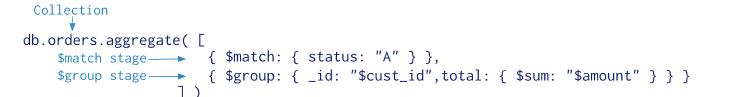 Collection
db.orders.aggregate( [
$match stage { $match: { status: "A" } },
$group stage { $group: { _id: "$cust_id",total: { $sum: "$amount" } } }
] )